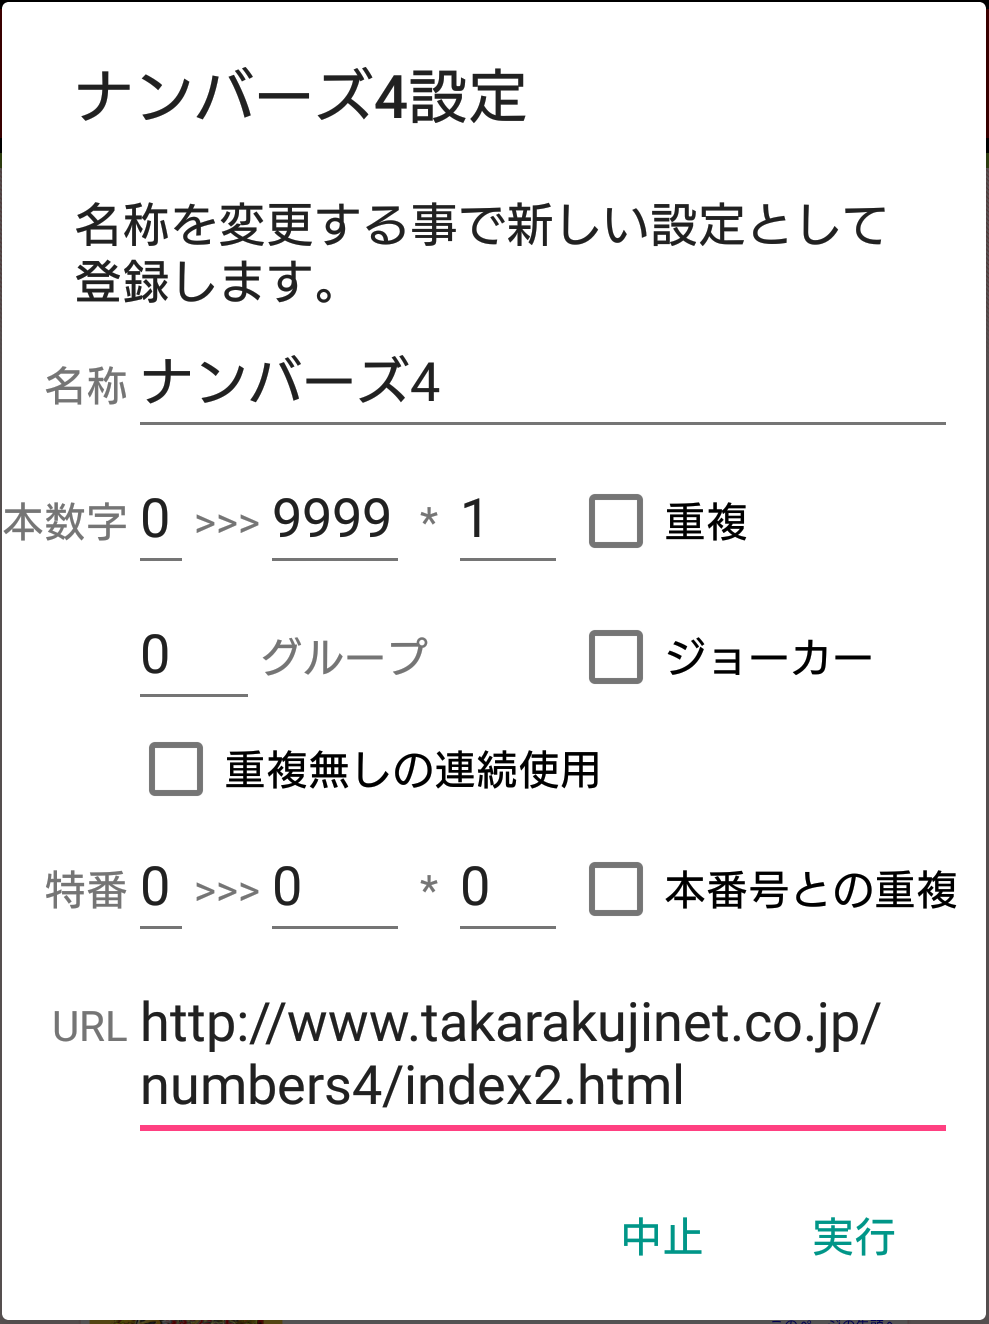 ナンバーズ4設定
名称を変更する事で新しい設定として
登録します。
名称 ナンバーズ4
本数字 0 >>> 9999 * 1 重複
0 グループ ジョーカー
重複無しの連続使用
特番 0 >>> 0 * 0 本番号との重複
URL http://www.takarakujinet.co.jp/
numbers4/index2.html
中止 実行